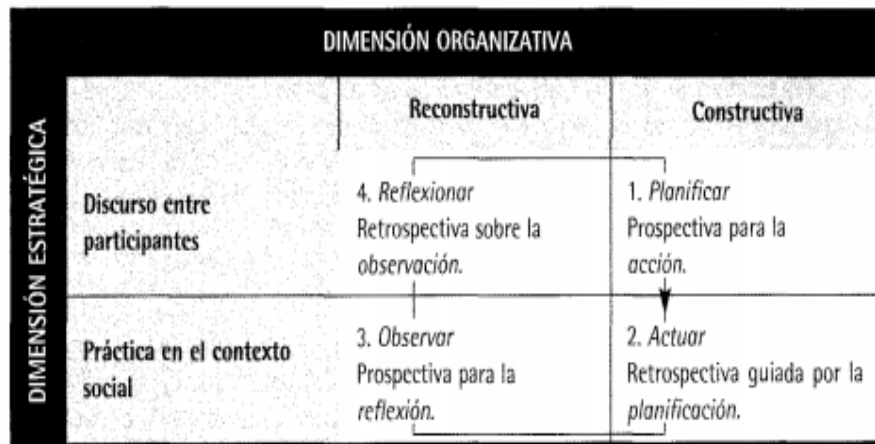 DIMENSIÓN ORGANIZATIVA
DIMENSIÓN ESTRATÉGICA
Reconstructiva
Constructiva
Discurso entre
participantes
4. Reflexionar
Retrospectiva sobre la
observación.
1. Planificar
Prospectiva para la
acción.
Práctica en el contexto
social
3. Observar
Prospectiva para la
reflexión.
2. Actuar
Retrospectiva guiada por la
planificación.